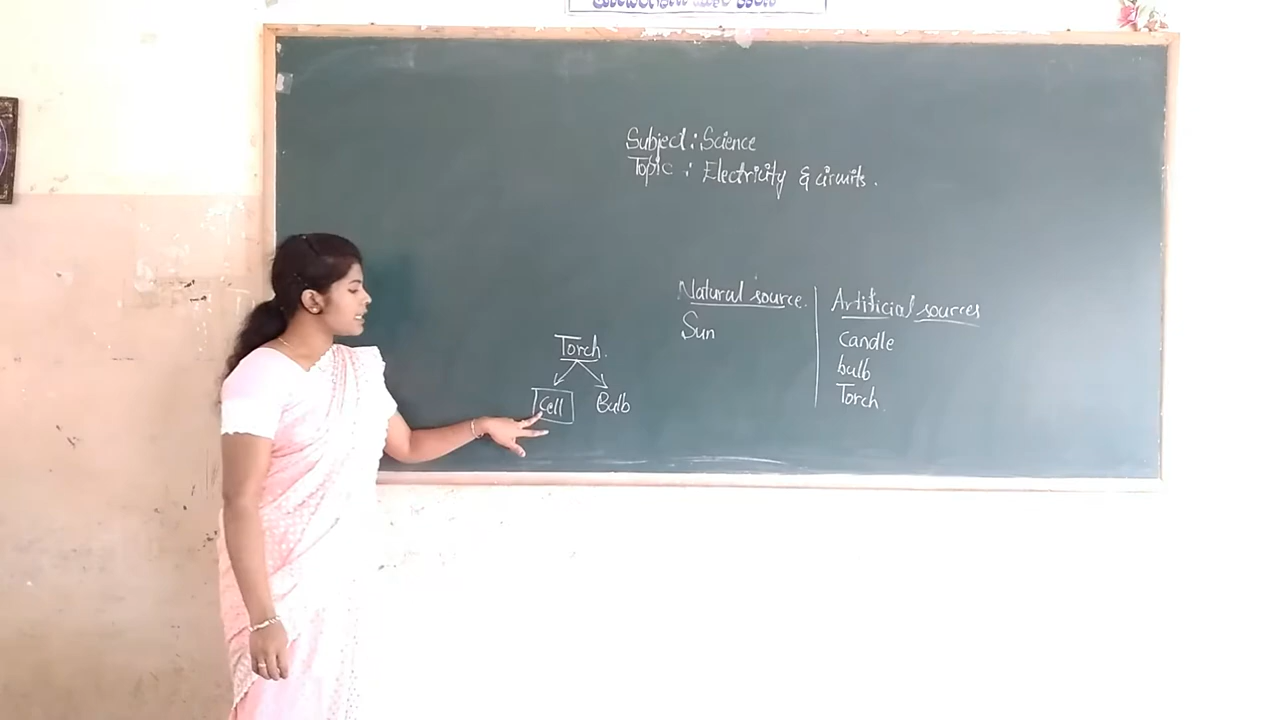 Subject : Science
Topic : Electricity & circuits.
Natural source.
Sun
Artificial sources
Candle
bulb
Torch.
Torch.
Cell Bulb